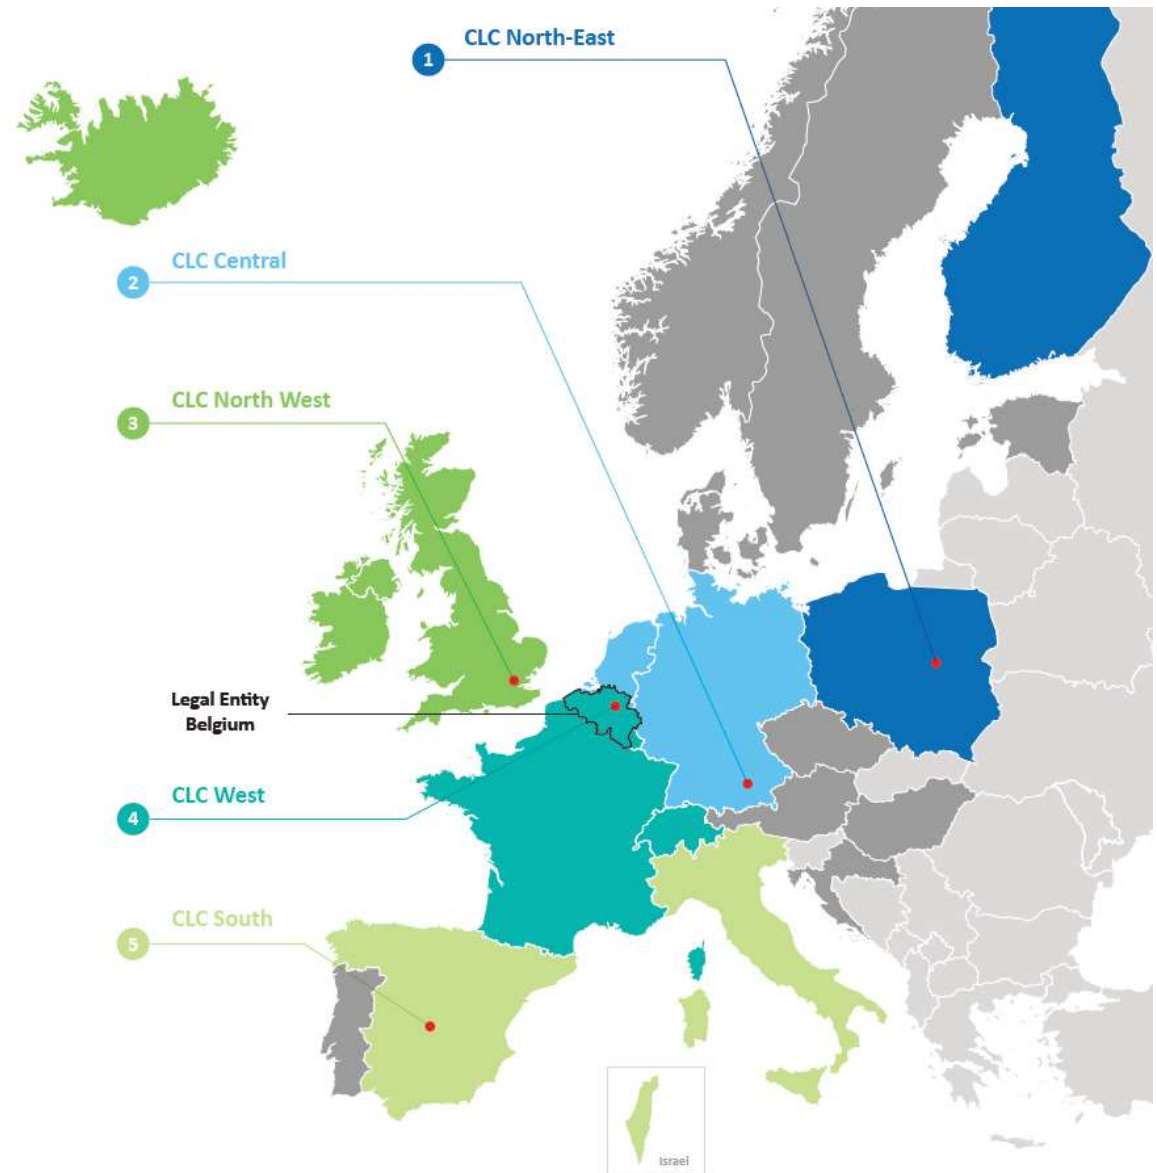 CLC North-East
1
CLC Central
2
CLC North West
3
Legal Entity
Belgium
CLC West
4
CLC South
5
Israel